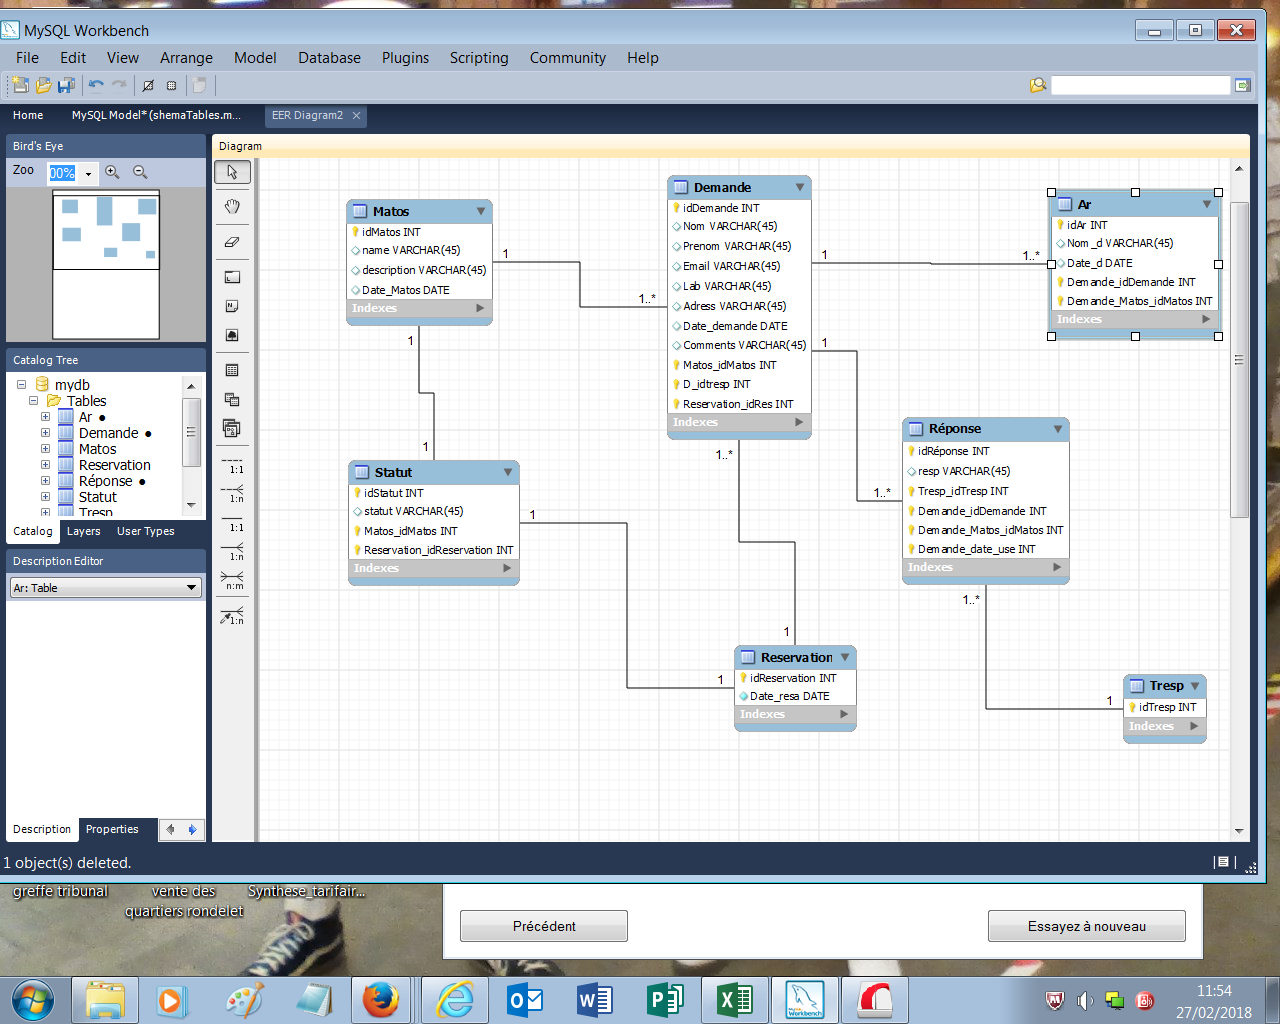 MySQL Workbench
File Edit View Arrange Model Database Plugins Scripting Community Help
Home MySQL Model* (shemaTables.m... EER Diagram2
Bird's Eye
Zoo 00%
Catalog Tree
mydb
Tables
Ar
Demande
Matos
Reservation
Réponse
Statut
Tresp
Catalog Layers User Types
Description Editor
Ar: Table
Description Properties
Diagram
1:1
1:n
1:1
1:n
n:m
1:n
Matos
idMatos INT
name VARCHAR(45)
description VARCHAR(45)
Date_Matos DATE
Indexes
1
1..*
Demande
idDemande INT
Nom VARCHAR(45)
Prenom VARCHAR(45)
Email VARCHAR(45)
Lab VARCHAR(45)
Adress VARCHAR(45)
Date_demande DATE
Comments VARCHAR(45)
Matos_idMatos INT
D_idtresp INT
Reservation_idRes INT
Indexes
1
1..*
Ar
idAr INT
Nom_d VARCHAR(45)
Date_d DATE
Demande_idDemande INT
Demande_Matos_idMatos INT
Indexes
1
1
1
1..*
Statut
idStatut INT
statut VARCHAR(45)
Matos_idMatos INT
Reservation_idReservation INT
Indexes
1
1
1..*
1
Réponse
idRéponse INT
resp VARCHAR(45)
Tresp_idTresp INT
Demande_idDemande INT
Demande_Matos_idMatos INT
Demande_date_use INT
Indexes
1..*
1
Reservation
idReservation INT
Date_resa DATE
Indexes
Tresp
idTresp INT
Indexes
1 object(s) deleted.
greffe tribunal
vente des
quartiers rondelet
Synthese_tarifair...
Précédent
Essayez à nouveau
MySQL
Workbench
11:54
27/02/2018